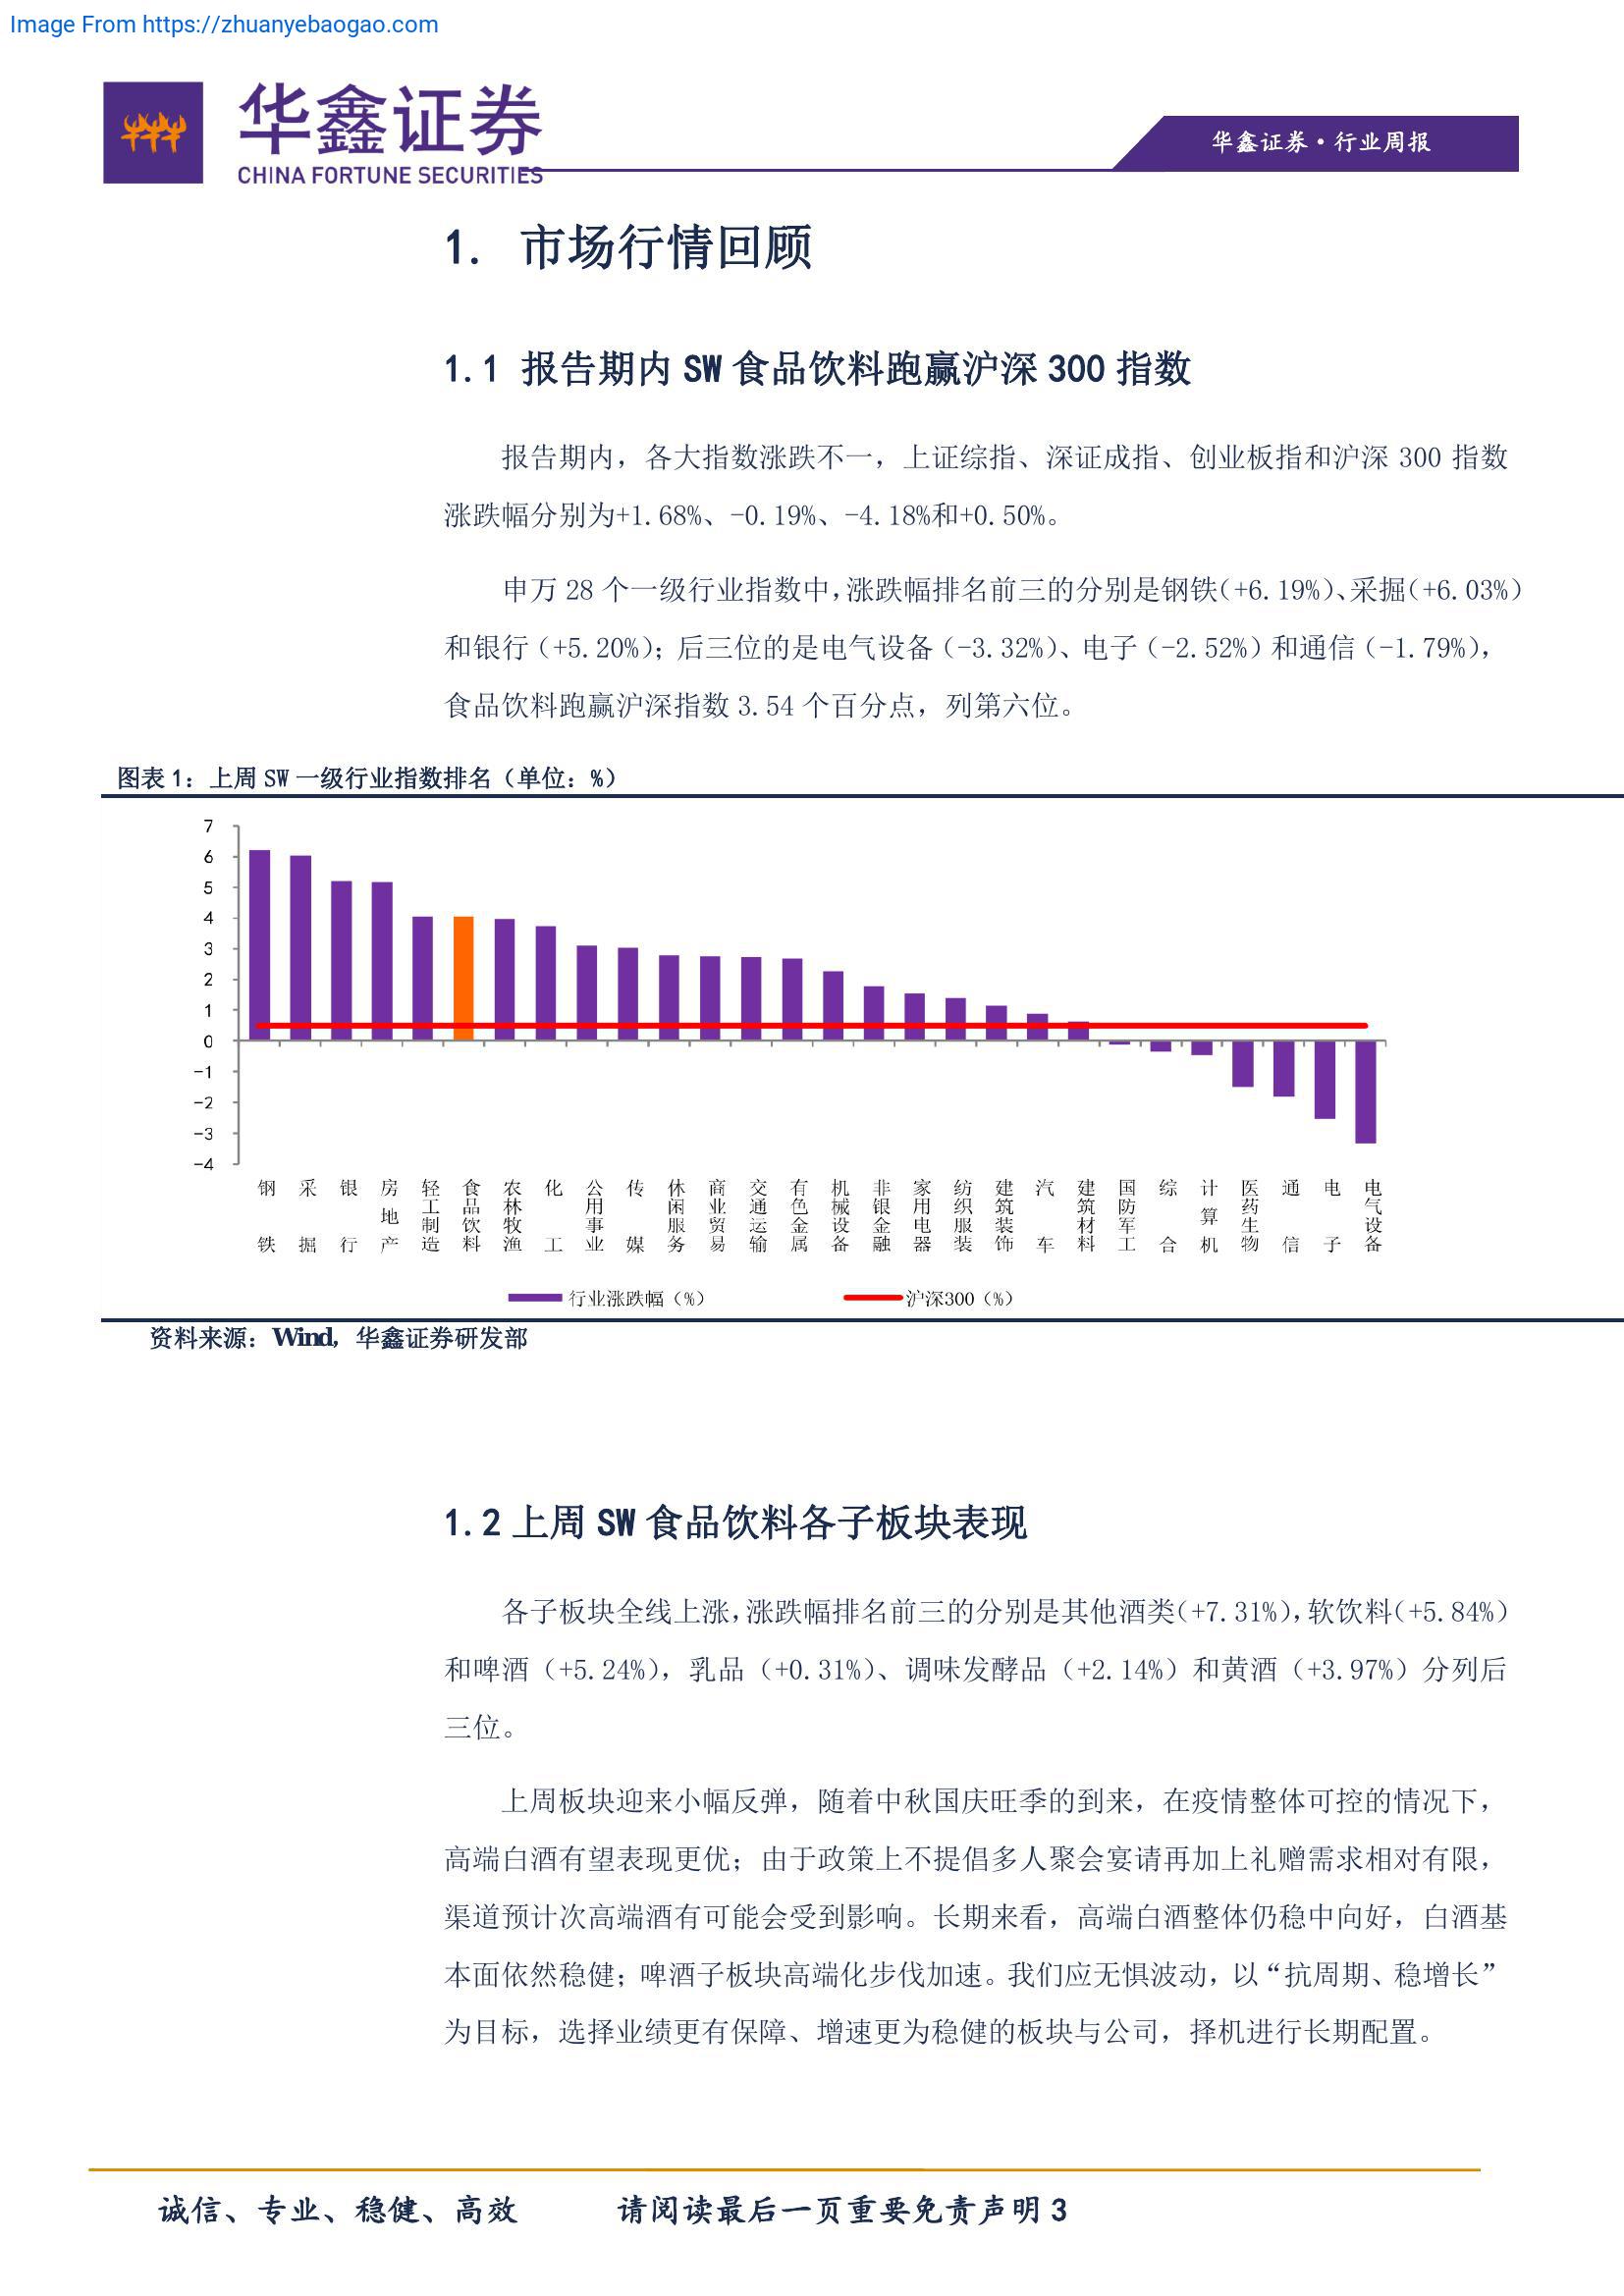 Image From https://zhuanyebaogao.com
华鑫证券
CHINA FORTUNE SECURITIES
华鑫证券·行业周报
1. 市场行情回顾
1.1 报告期内 SW 食品饮料跑赢沪深 300 指数
报告期内，各大指数涨跌不一，上证综指、深证成指、创业板指和沪深 300 指数
涨跌幅分别为+1.68%、-0.19%、-4.18%和+0.50%。
申万 28 个一级行业指数中，涨跌幅排名前三的分别是钢铁（+6.19%）、采掘（+6.03%）
和银行（+5.20%）；后三位的是电气设备（-3.32%）、电子（-2.52%）和通信（-1.79%），
食品饮料跑赢沪深指数 3.54 个百分点，列第六位。
图表 1：上周 SW 一级行业指数排名（单位：%）
7
6
5
4
3
2
1
0
-1
-2
-3
-4
钢铁
采掘
银行
房地产
轻工制造
食品饮料
农林牧渔
化工
公用事业
传媒
休闲服务
商业贸易
交通运输
有色金属
机械设备
非银金融
家用电器
纺织服装
建筑装饰
汽车
建筑材料
国防军工
综合
计算机
医药生物
通信
电子
电气设备
行业涨跌幅（%）
沪深300（%）
资料来源：Wind，华鑫证券研发部
1.2 上周 SW 食品饮料各子板块表现
各子板块全线上涨，涨跌幅排名前三的分别是其他酒类（+7.31%），软饮料（+5.84%）
和啤酒（+5.24%），乳品（+0.31%）、调味发酵品（+2.14%）和黄酒（+3.97%）分列后
三位。
上周板块迎来小幅反弹，随着中秋国庆旺季的到来，在疫情整体可控的情况下，
高端白酒有望表现更优；由于政策上不提倡多人聚会宴请再加上礼赠需求相对有限，
渠道预计次高端酒有可能会受到影响。长期来看，高端白酒整体仍稳中向好，白酒基
本面依然稳健；啤酒子板块高端化步伐加速。我们应无惧波动，以“抗周期、稳增长”
为目标，选择业绩更有保障、增速更为稳健的板块与公司，择机进行长期配置。
诚信、专业、稳健、高效
请阅读最后一页重要免责声明 3